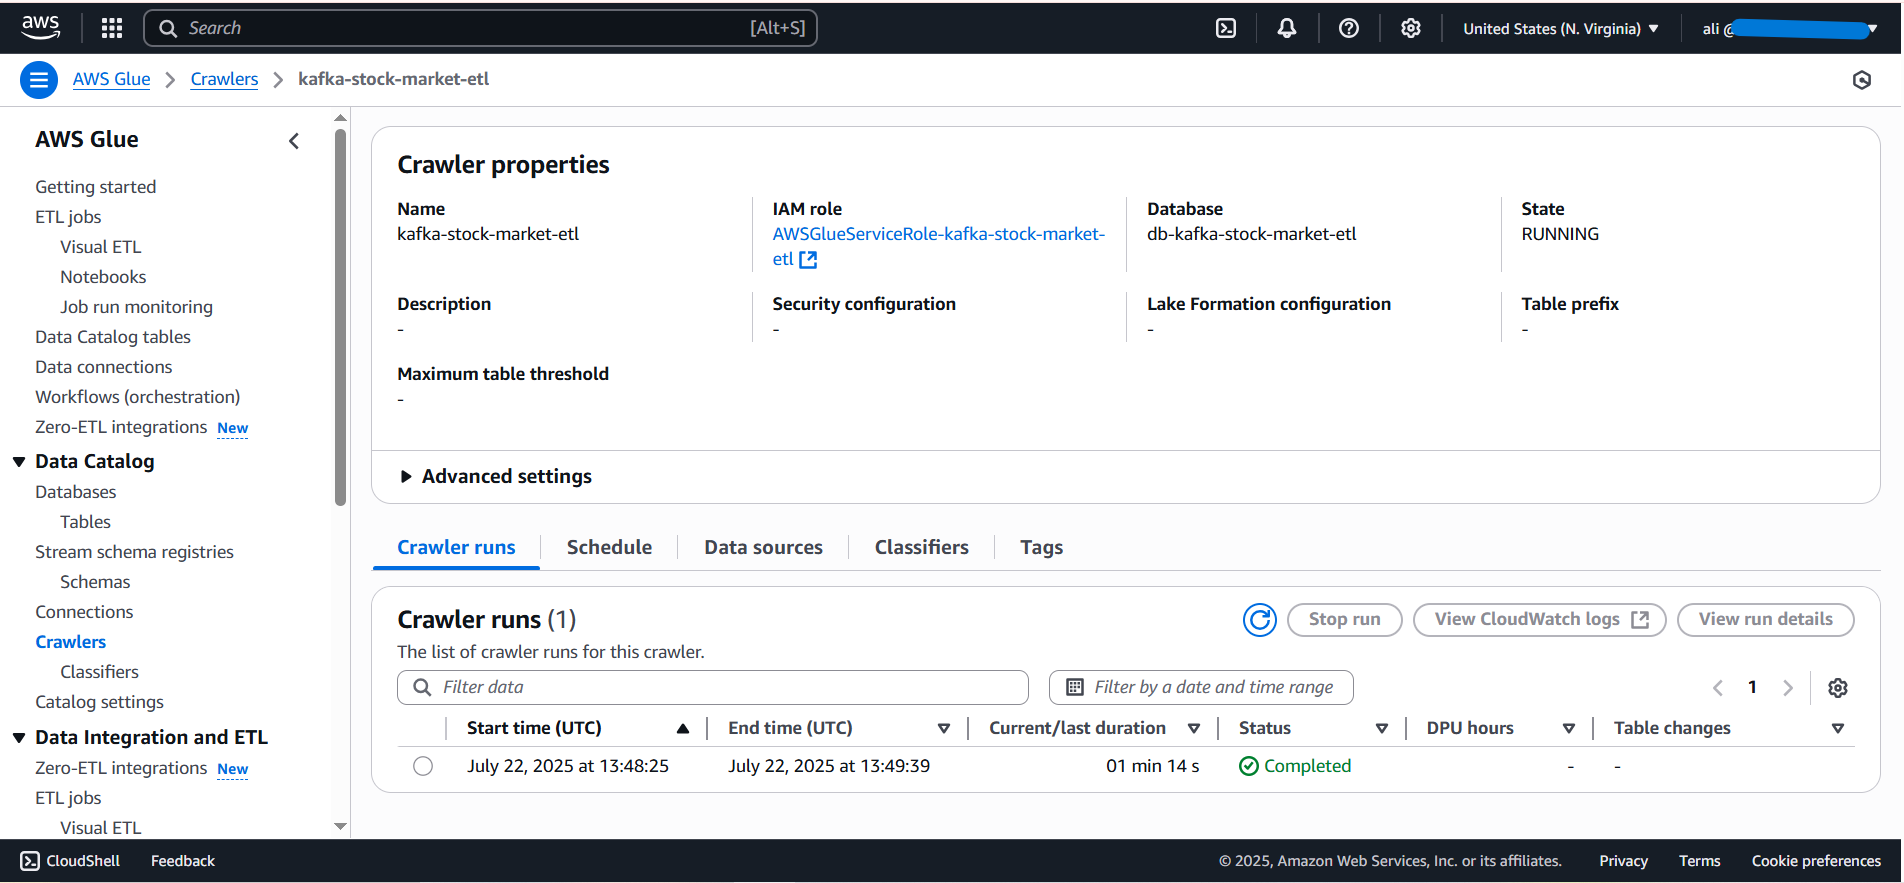 aws
Search [Alt+S]
United States (N. Virginia)
ali @
AWS Glue
Crawlers
kafka-stock-market-etl
AWS Glue
Getting started
ETL jobs
Visual ETL
Notebooks
Job run monitoring
Data Catalog tables
Data connections
Workflows (orchestration)
Zero-ETL integrations New
Data Catalog
Databases
Tables
Stream schema registries
Schemas
Connections
Crawlers
Classifiers
Catalog settings
Data Integration and ETL
Zero-ETL integrations New
ETL jobs
Visual ETL
Crawler properties
Name
kafka-stock-market-etl
IAM role
AWSGlueServiceRole-kafka-stock-market-
etl
Database
db-kafka-stock-market-etl
State
RUNNING
Description
-
Security configuration
-
Lake Formation configuration
-
Table prefix
-
Maximum table threshold
-
Advanced settings
Crawler runs
Schedule
Data sources
Classifiers
Tags
Crawler runs (1)
The list of crawler runs for this crawler.
Stop run
View CloudWatch logs
View run details
Filter data
Filter by a date and time range
1
Start time (UTC) End time (UTC) Current/last duration Status DPU hours Table changes
July 22, 2025 at 13:48:25 July 22, 2025 at 13:49:39 01 min 14 s Completed - -
CloudShell Feedback © 2025, Amazon Web Services, Inc. or its affiliates. Privacy Terms Cookie preferences